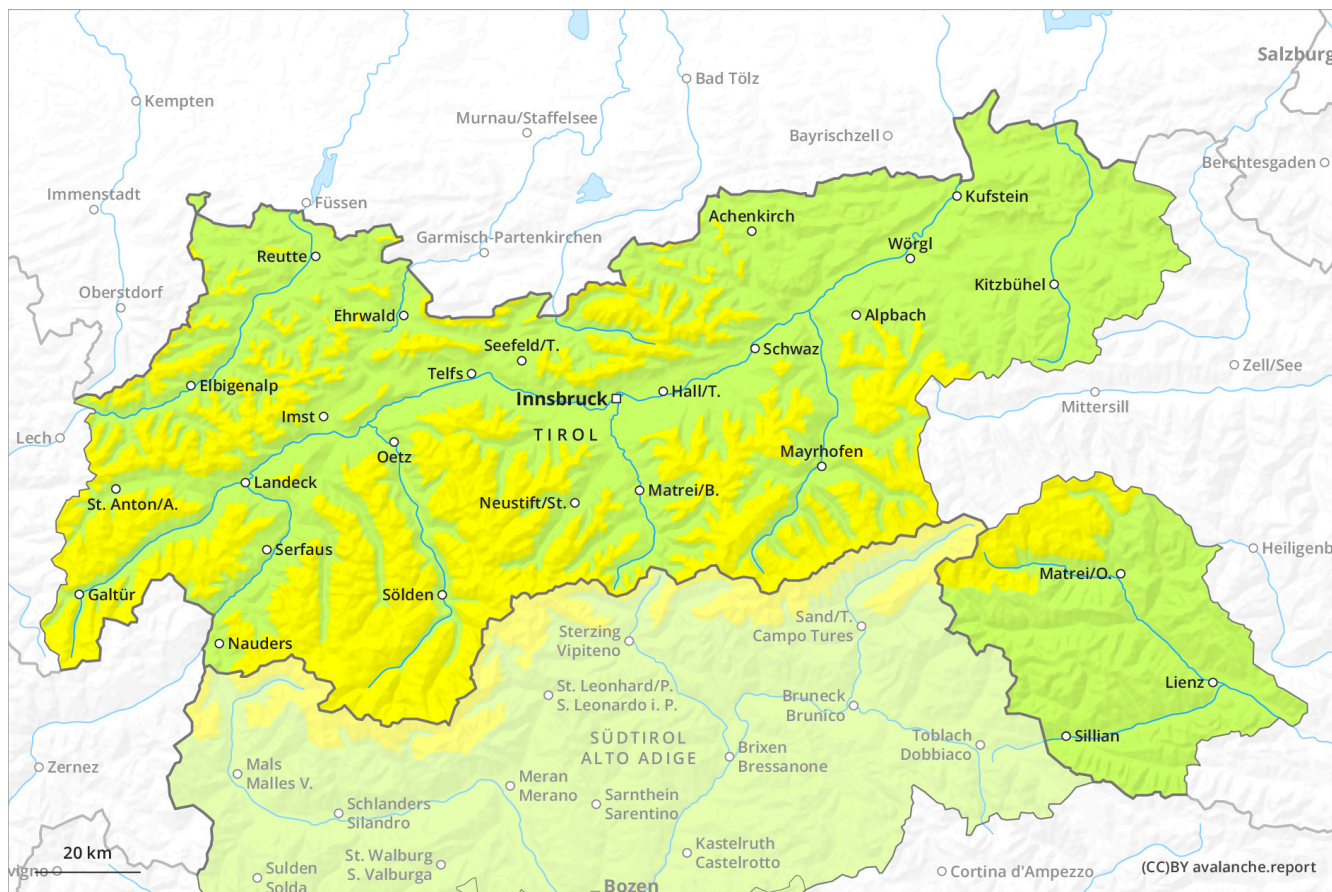 Salzburg
Bad Tölz
Kempten
Murnau/Staffelsee
Bayrischzell
Berchtesgaden
Immenstadt
Füssen
Kufstein
Achenkirch
Garmisch-Partenkirchen
Wörgl
Reutte
Kitzbühel
Oberstdorf
Ehrwald
Alpbach
Seefeld/T.
Schwaz
Telfs
Zell/See
Elbigenalp
Hall/T.
Innsbruck
Mittersill
Imst
Lech
TIROL
Oetz
Mayrhofen
Landeck
Matrei/B.
St. Anton/A.
Neustift/St.
Serfaus
Heiligenb
Matrei/O.
Galtür
Sölden
Sand/T.
Campo Tures
Sterzing
Vipiteno
Nauders
Lienz
St. Leonhard/P.
S. Leonardo i. P.
Bruneck
Brunico
Toblach
Dobbiaco
Sillian
SÜDTIROL
ALTO ADIGE
Brixen
Bressanone
Zernez
Mals
Malles V.
Meran
Merano
Schlanders
Silandro
Sarnthein
Sarentino
Kastelruth
Castelrotto
20 km
St. Walburg
S. Valburga
vigno
Sulden
Solda
Cortina d'Ampezzo
(CC)BY avalanche.report
Bozen